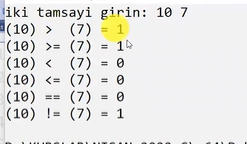 iki tamsayi girin: 10 7
(10) > (7) = 1
(10) >= (7) = 1
(10) < (7) = 0
(10) <= (7) = 0
(10) == (7) = 0
(10) != (7) = 1